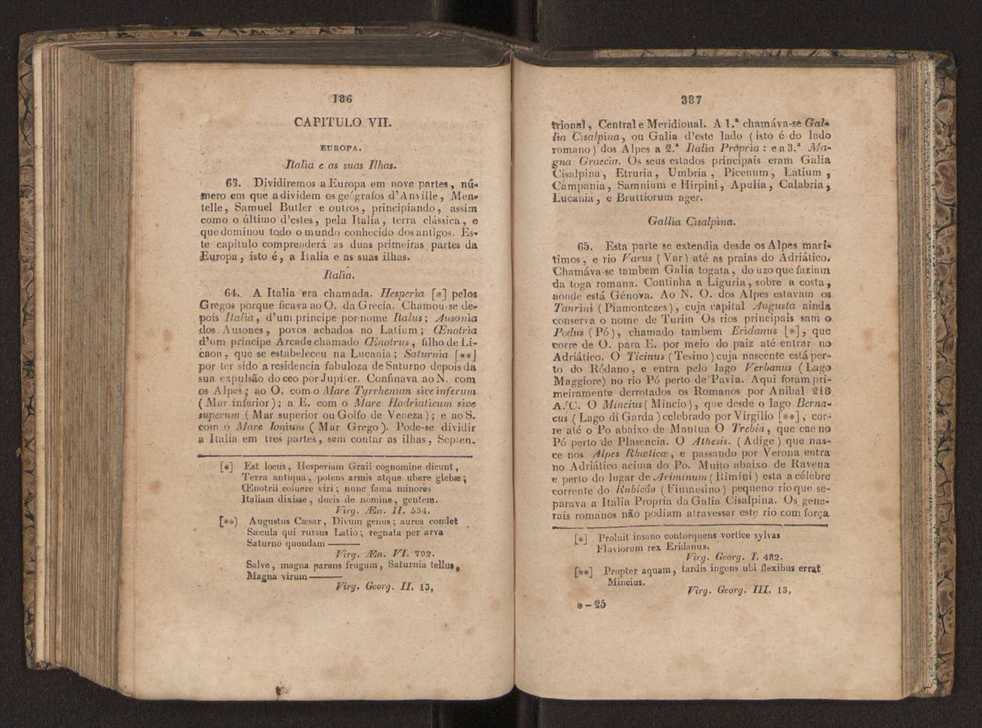 186
CAPITULO VII.
EUROPA.
Italia e as suas Ilhas.
63. Dividiremos a Europa em nove partes, nú-
mero em que a dividem os geógrafos d'Anville, Men-
telle, Samuel Butler e outros, principiando, assim
como o último d'estes, pela Italia, terra clássica, e
que dominou todo o mundo conhecido dos antigos. Es-
te capitulo comprenderá as duas primeiras partes da
Europa, isto é, a Italia e as suas ilhas.
Italia.
64. A Italia era chamada. Hesperia [*] pelos
Gregos porque ficava ao O. da Grecia. Chamou-se de-
pois Italia, d'um principe por nome Italus; Ausonia
dos Ausones, povos achados no Latium; Œnotria
d'um principe Arcade chamado Œnotrus, filho de Li-
caon, que se estabeleceu na Lucania; Saturnia [**]
por ter sido a residencia fabuloza de Saturno depois da
sua expulsão do ceo por Jupiter. Confinava ao N. com
os Alpes; ao O. com o Mare Tyrrhenum sive inferum
(Mar inferior); a E. com o Mare Hadriaticum sive
superum (Mar superior ou Golfo de Veneza); e ao S.
com o Mare Ionium (Mar Grego). Pode-se dividir
a Italia em tres partes, sem contar as ilhas, Septen.
[*] Est locus, Hesperiam Graii cognomine dicunt,
Terra antiqua, potens armis atque ubere glebæ;
Œnotrii coluere viri; nunc fama minores
Italiam dixisse, ducis de nomine, gentem.
Virg. Æn. II. 534.
[**] Augustus Cæsar, Divum genus; aurea condet
Sæcula qui rursus Latio; regnata per arva
Saturno quondam ———
Virg. Æn. VI. 792.
Salve, magna parens frugum, Saturnia tellus,
Magna virum ———
Virg. Georg. II. 13,
387
trional, Central e Meridional. A 1.ª chamáva-se Gal-
lia Cisalpina, ou Galia d'este lado (isto é do lado
romano) dos Alpes a 2.ª Italia Própria: e a 3.ª Ma-
gna Graecia. Os seus estados principais eram Galia
Cisalpina, Etruria, Umbria, Picenum, Latium,
Campania, Samnium e Hirpini, Apulia, Calabria,
Lucania, e Bruttiorum ager.
Gallia Cisalpina.
65. Esta parte se extendia desde os Alpes marí-
timos, e rio Varus (Var) até as praias do Adriático.
Chamáva-se tambem Galia togata, do uzo que faziam
da toga romana. Continha a Liguria, sobre a costa,
aonde está Génova. Ao N. O. dos Alpes estavam os
Taurini (Piamontezes), cuja capital Augusta ainda
conserva o nome de Turin Os rios principais sam o
Podus (Pó), chamado tambem Eridanus [*], que
corre de O. para E. por meio do paiz até entrar no
Adriático. O Ticinus (Tesino) cuja nascente está per-
to do Ródano, e entra pelo lago Verbanus (Lago
Maggiore) no rio Pó perto de Pavia. Aqui foram pri-
meiramente derrotados os Romanos por Anibal 218
A. C. O Mincius (Mincio), que desde o lago Berna-
cus (Lago di Garda) celebrado por Virgilio [**], cor-
re até o Po abaixo de Mantua O Trebia, que cae no
Pó perto de Plasencia. O Athesis. (Adige) que nas-
ce nos Alpes Rhæticæ, e passando por Verona entra
no Adriático acima do Po. Muito abaixo de Ravena
e perto do lugar de Ariminum (Rimini) esta a célebre
corrente do Rubicão (Fiumesino) pequeno rio que se-
parava a Italia Propria da Galia Cisalpina. Os gene-
rais romanos não podiam atravessar este rio com força
[*] Proluit insano contorquens vortice sylvas
Fluviorum rex Eridanus.
Virg. Georg. I. 482.
[**] Propter aquam, tardis ingens ubi flexibus errat
Mincius.
Virg. Georg. III. 13,
*—25